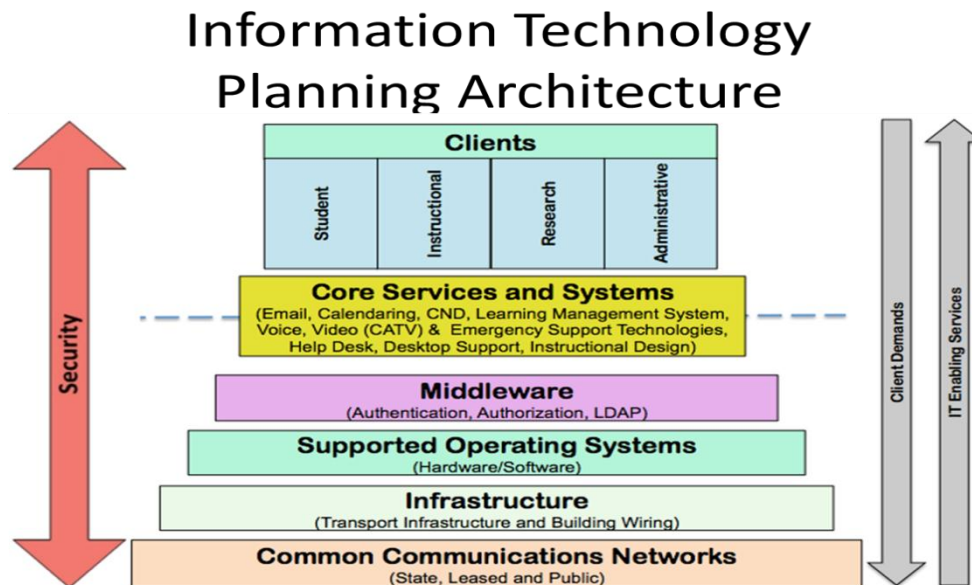 Information Technology
Planning Architecture
Clients
Student
Instructional
Research
Administrative
Core Services and Systems
(Email, Calendaring, CND, Learning Management System,
Voice, Video (CATV) & Emergency Support Technologies,
Help Desk, Desktop Support, Instructional Design)
Middleware
(Authentication, Authorization, LDAP)
Supported Operating Systems
(Hardware/Software)
Infrastructure
(Transport Infrastructure and Building Wiring)
Common Communications Networks
(State, Leased and Public)
Security
Client Demands
IT Enabling Services